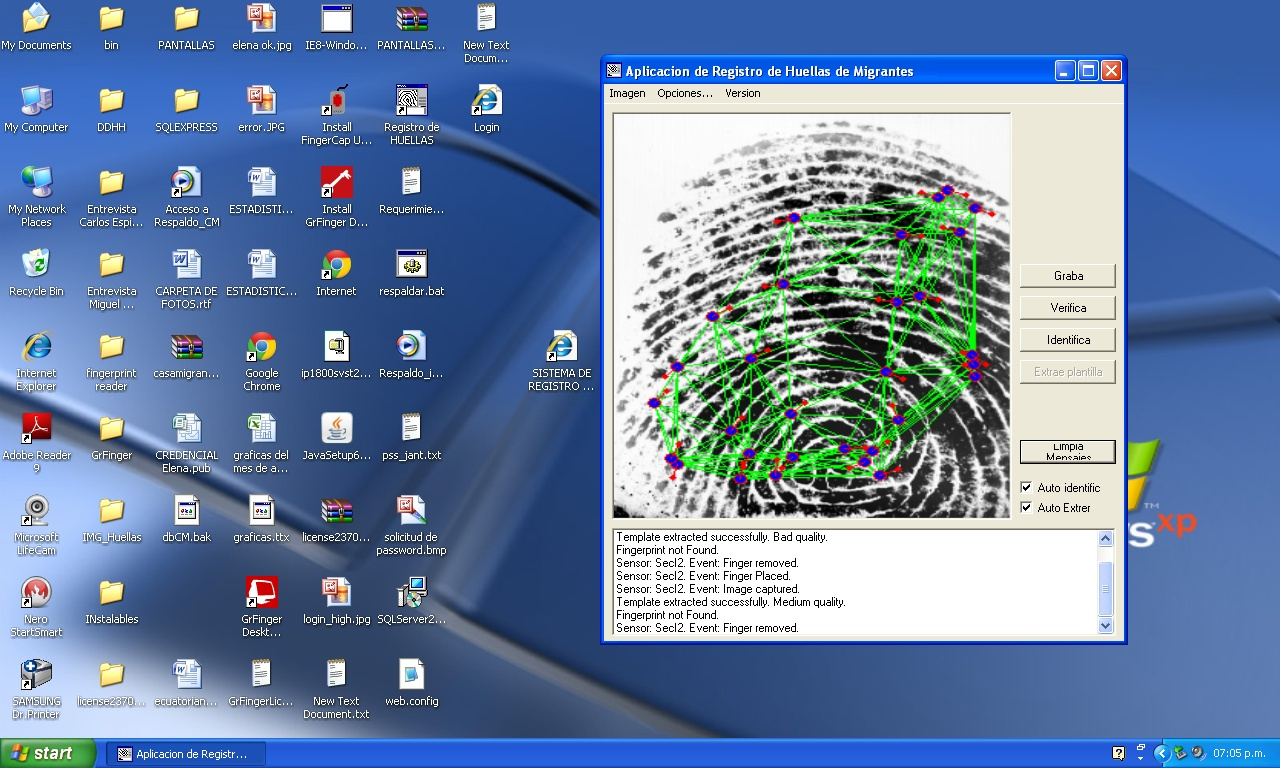 My Documents
bin
PANTALLAS
elena ok.jpg
IE8-Windo...
PANTALLAS...
New Text
Docum...
My Computer
DDHH
SQLEXPRESS
error.JPG
Install
FingerCap U...
Registro de
HUELLAS
Login
My Network
Places
Entrevista
Carlos Espi...
Acceso a
Respaldo_CM
ESTADISTI...
Install
GrFinger D...
Requerimie...
Recycle Bin
Entrevista
Miguel ...
CARPETA DE
FOTOS.rtf
ESTADISTIC...
Internet
respaldar.bat
Internet
Explorer
fingerprint
reader
casamigran...
Google
Chrome
ip1800svst2...
Respaldo_i...
SISTEMA DE
REGISTRO ...
Adobe Reader
9
GrFinger
CREDENCIAL
Elena.pub
graficas del
mes de a...
JavaSetup6...
pss_jant.txt
Microsoft
LifeCam
IMG_Huellas
dbCM.bak
graficas.ttx
license2370...
solicitud de
password.bmp
Nero
StartSmart
INstalables
GrFinger
Deskt...
login_high.jpg
SQLServer2...
SAMSUNG
Dr.Printer
license2370...
ecuatorian...
GrFingerLic...
New Text
Document.txt
web.config
Aplicacion de Registro de Huellas de Migrantes
Imagen Opciones... Version
Graba
Verifica
Identifica
Extrae plantilla
Limpia
Mensajes
Auto identific
Auto Extrer
Template extracted successfully. Bad quality.
Fingerprint not Found.
Sensor: SecI2. Event: Finger removed.
Sensor: SecI2. Event: Finger Placed.
Sensor: SecI2. Event: Image captured.
Template extracted successfully. Medium quality.
Fingerprint not Found.
Sensor: SecI2. Event: Finger removed.
s xp
TM
start
Aplicacion de Registr...
07:05 p.m.